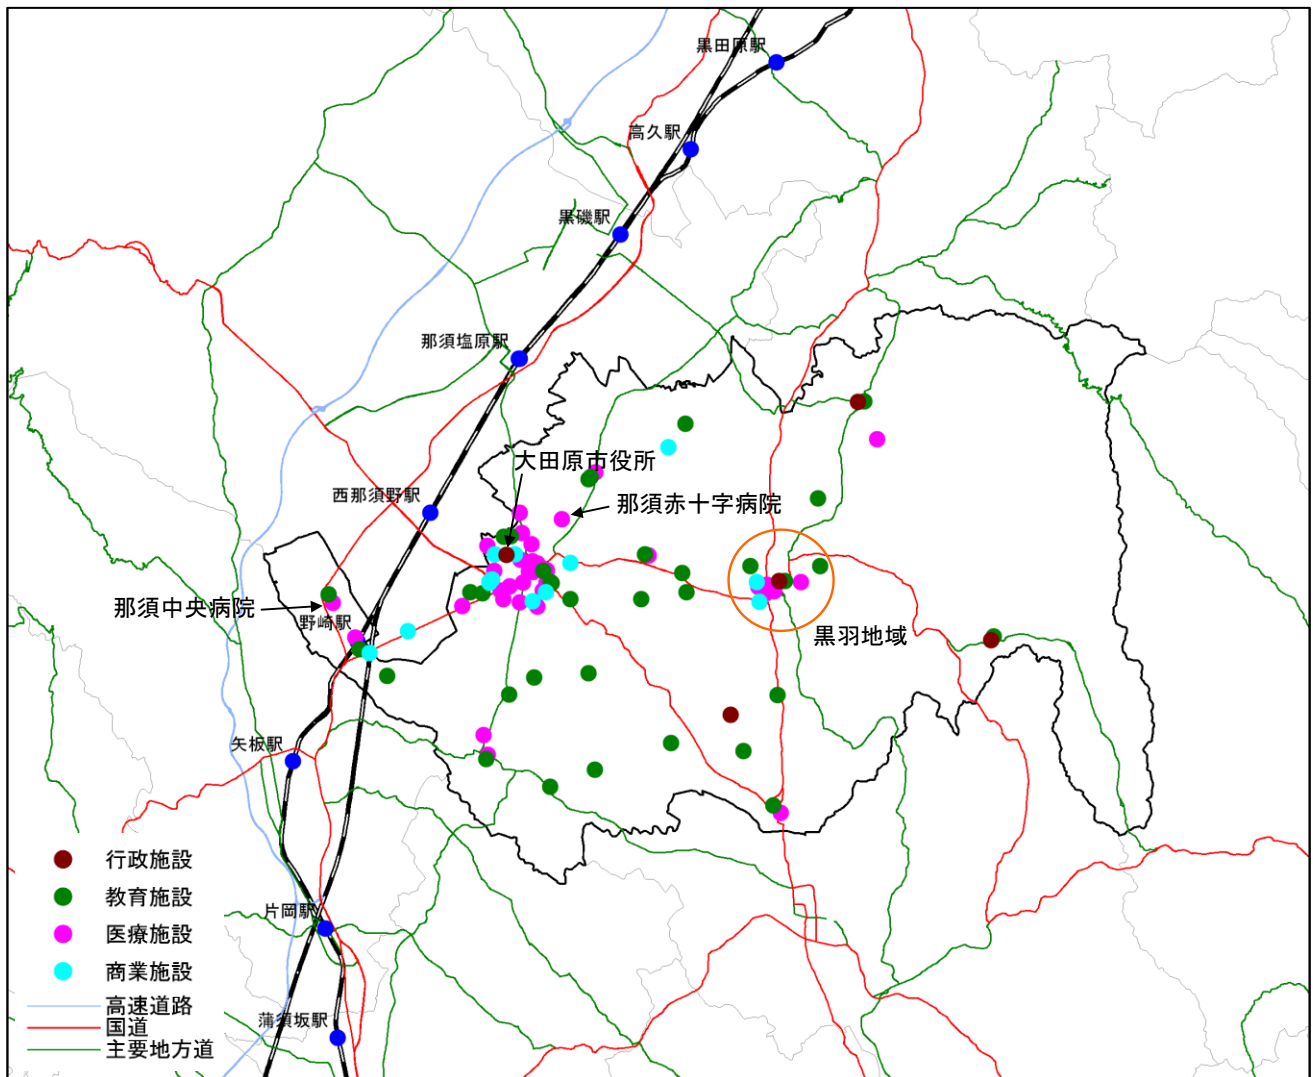 黒田原駅
高久駅
黒磯駅
那須塩原駅
大田原市役所
西那須野駅
那須赤十字病院
那須中央病院
野崎駅
黒羽地域
矢板駅
行政施設
教育施設
片岡駅
医療施設
商業施設
高速道路
国道
蒲須坂駅
主要地方道